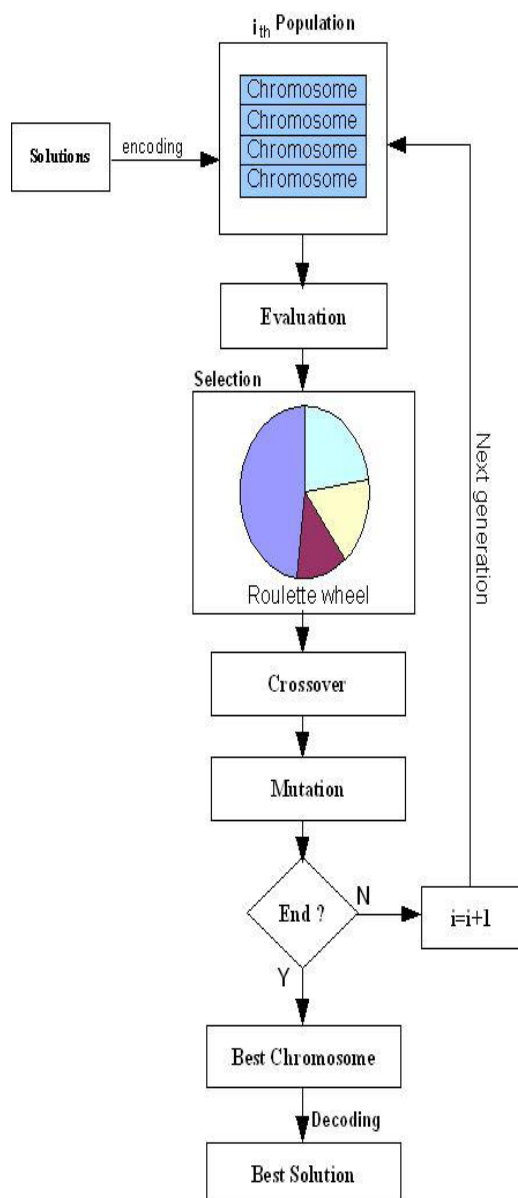 i th Population
Chromosome
Chromosome
Chromosome
Chromosome
Solutions
encoding
Evaluation
Selection
Roulette wheel
Next generation
Crossover
Mutation
End ?
N
i=i+1
Y
Best Chromosome
Decoding
Best Solution